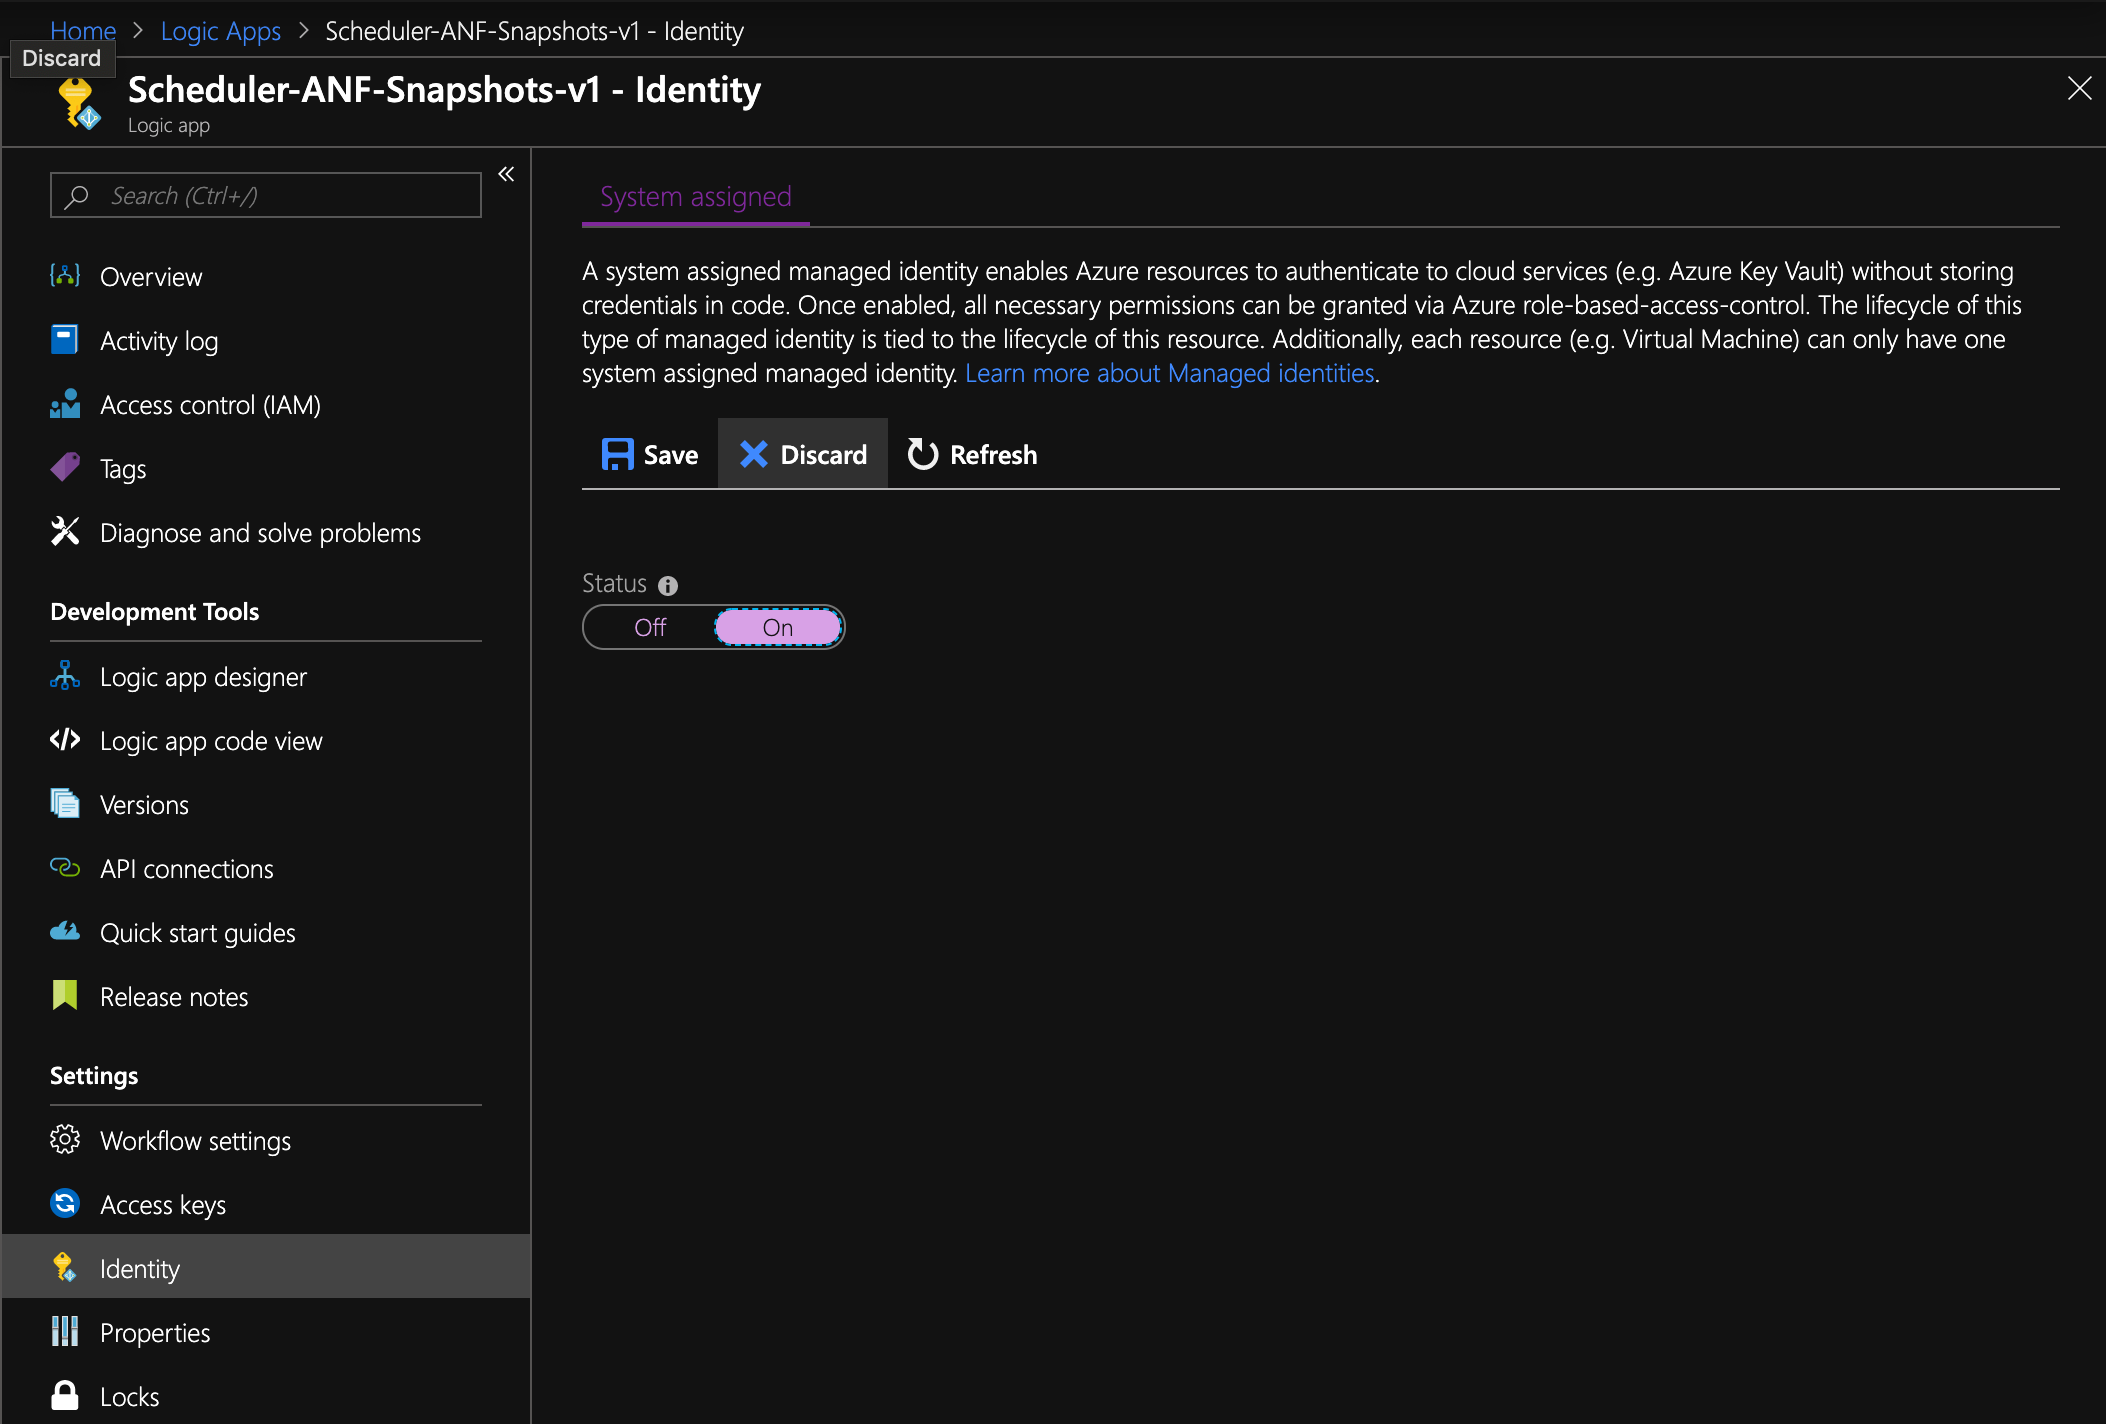 Home > Logic Apps > Scheduler-ANF-Snapshots-v1 - Identity
Discard
Scheduler-ANF-Snapshots-v1 - Identity
Logic app
Search (Ctrl+/)
«
Overview
Activity log
Access control (IAM)
Tags
Diagnose and solve problems
Development Tools
Logic app designer
Logic app code view
Versions
API connections
Quick start guides
Release notes
Settings
Workflow settings
Access keys
Identity
Properties
Locks
System assigned
A system assigned managed identity enables Azure resources to authenticate to cloud services (e.g. Azure Key Vault) without storing
credentials in code. Once enabled, all necessary permissions can be granted via Azure role-based-access-control. The lifecycle of this
type of managed identity is tied to the lifecycle of this resource. Additionally, each resource (e.g. Virtual Machine) can only have one
system assigned managed identity. Learn more about Managed identities.
Save Discard Refresh
Status
Off On